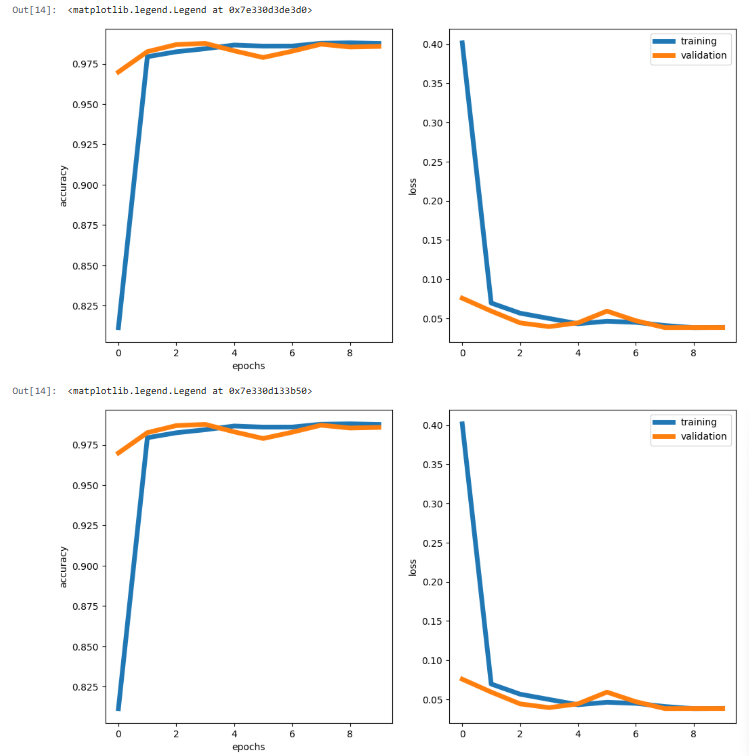 Out[14]: <matplotlib.legend.Legend at 0x7e330d3de3d0>
training
validation
0.975
0.950
0.925
0.900
0.875
0.850
0.825
accuracy
0 2 4 6 8
epochs
0.40
0.35
0.30
0.25
0.20
0.15
0.10
0.05
loss
0 2 4 6 8
Out[14]: <matplotlib.legend.Legend at 0x7e330d133b50>
training
validation
0.975
0.950
0.925
0.900
0.875
0.850
0.825
accuracy
0 2 4 6 8
epochs
0.40
0.35
0.30
0.25
0.20
0.15
0.10
0.05
loss
0 2 4 6 8